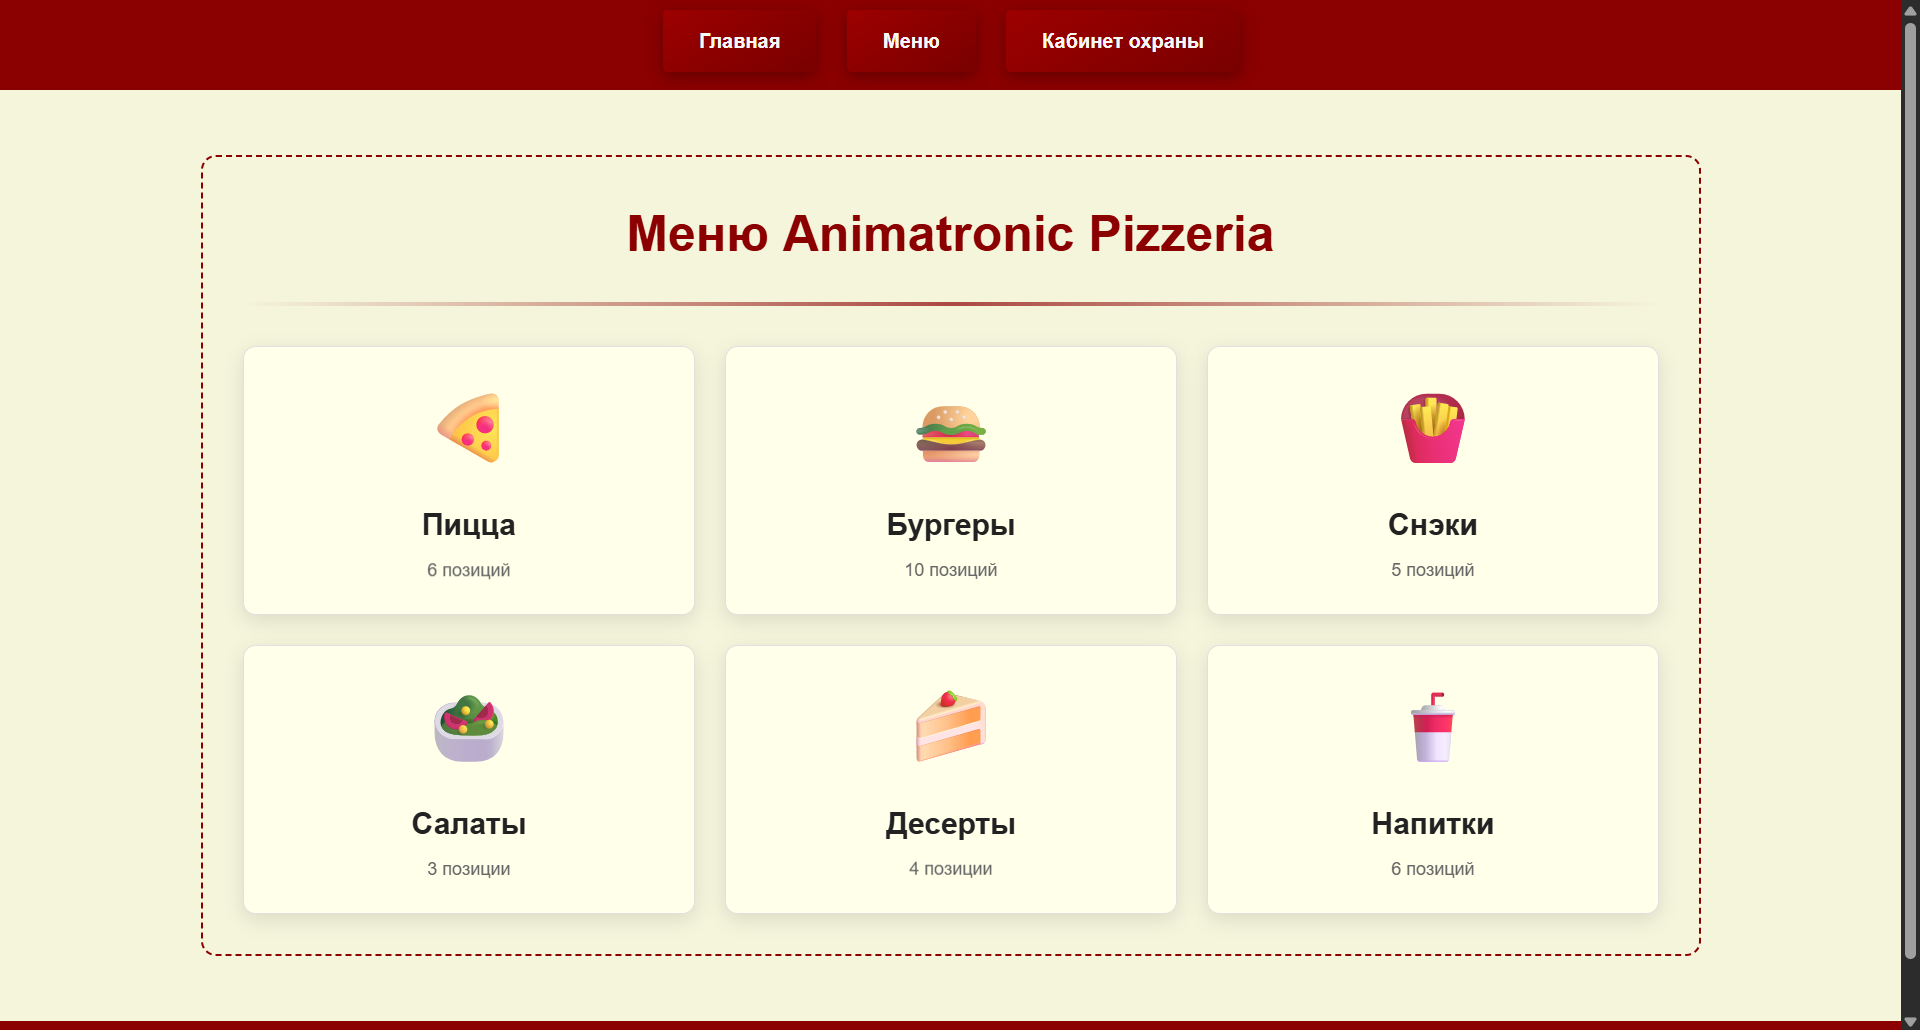 Главная
Меню
Кабинет охраны
Меню Animatronic Pizzeria
Пицца
6 позиций
Бургеры
10 позиций
Снэки
5 позиций
Салаты
3 позиции
Десерты
4 позиции
Напитки
6 позиций